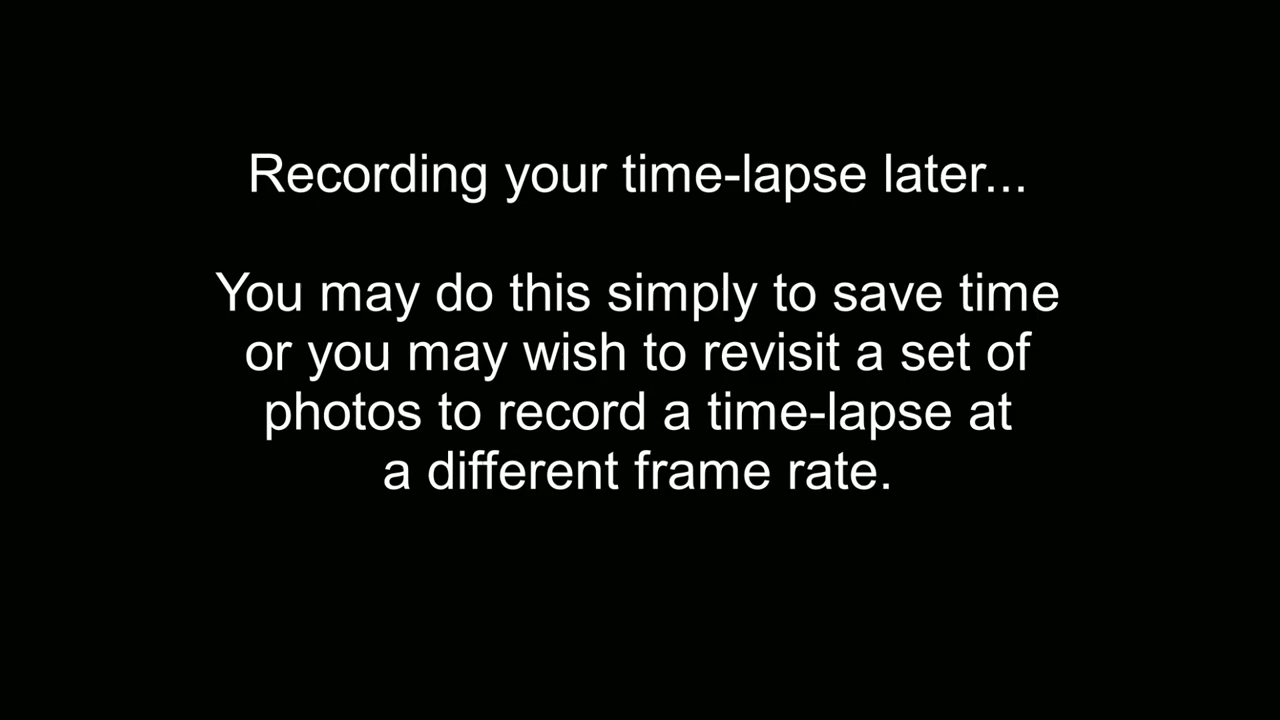 Recording your time-lapse later...
You may do this simply to save time
or you may wish to revisit a set of
photos to record a time-lapse at
a different frame rate.